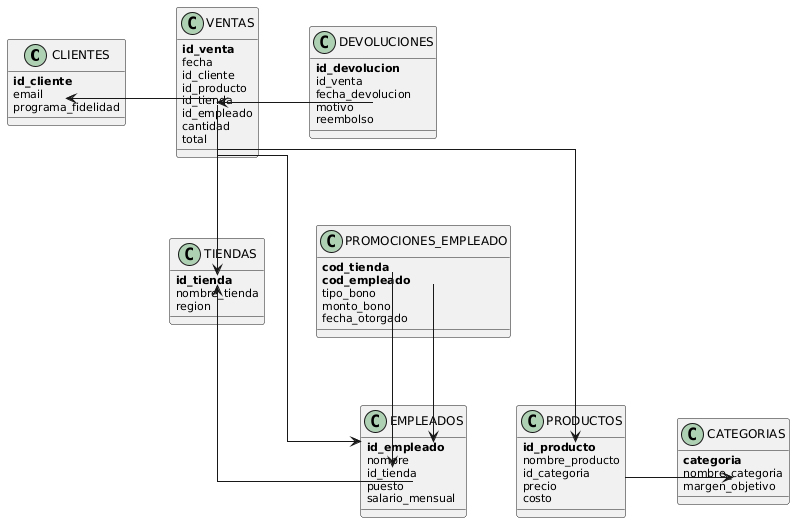 C CLIENTES
id_cliente
email
programa_fidelidad
C VENTAS
id_venta
fecha
id_cliente
id_producto
id_tienda
id_empleado
cantidad
total
C DEVOLUCIONES
id_devolucion
id_venta
fecha_devolucion
motivo
reembolso
C TIENDAS
id_tienda
nombre_tienda
region
C PROMOCIONES_EMPLEADO
cod_tienda
cod_empleado
tipo_bono
monto_bono
fecha_otorgado
C EMPLEADOS
id_empleado
nombre
id_tienda
puesto
salario_mensual
C PRODUCTOS
id_producto
nombre_producto
id_categoria
precio
costo
C CATEGORIAS
categoria
nombre_categoria
margen_objetivo